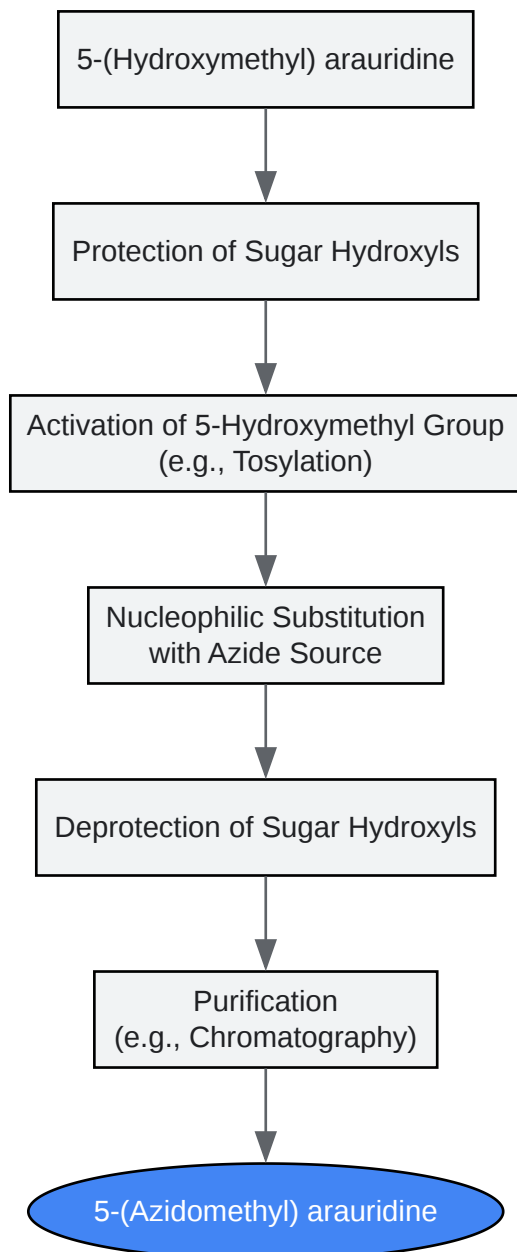 5-(Hydroxymethyl) arauridine
Protection of Sugar Hydroxyls
Activation of 5-Hydroxymethyl Group
(e.g., Tosylation)
Nucleophilic Substitution
with Azide Source
Deprotection of Sugar Hydroxyls
Purification
(e.g., Chromatography)
5-(Azidomethyl) arauridine